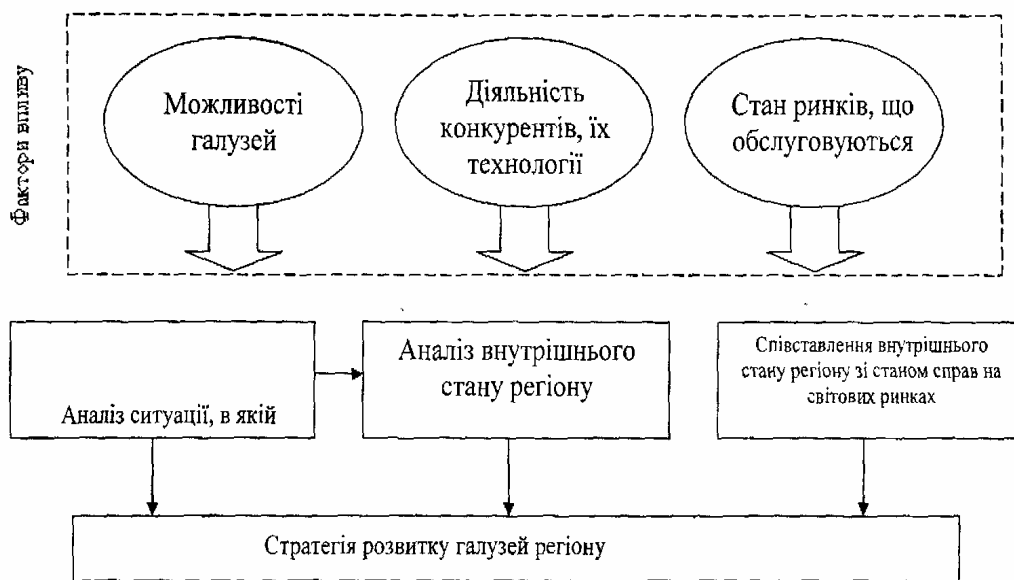 Фактори впливу
Можливості
галузей
Діяльність
конкурентів, їх
технології
Стан ринків, що
обслуговуються
Аналіз ситуації, в якій
Аналіз внутрішнього
стану регіону
Співставлення внутрішнього
стану регіону зі станом справ на
світових ринках
Стратегія розвитку галузей регіону